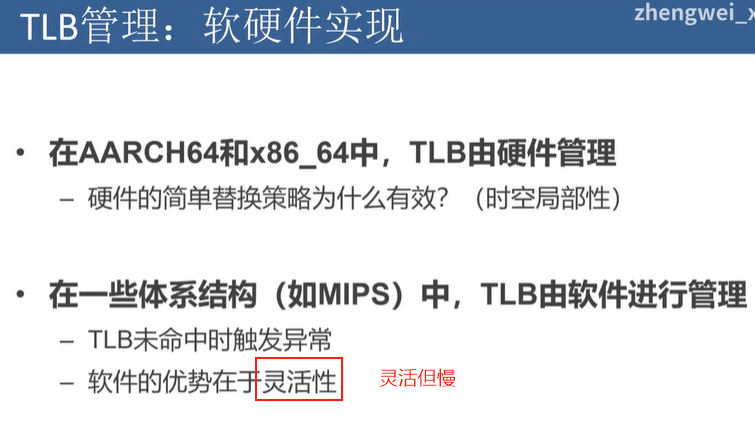 TLB管理：软硬件实现
zhengwei_x
• 在AARCH64和x86_64中，TLB由硬件管理
– 硬件的简单替换策略为什么有效？（时空局部性）
• 在一些体系结构（如MIPS）中，TLB由软件进行管理
– TLB未命中时触发异常
– 软件的优势在于灵活性 灵活但慢